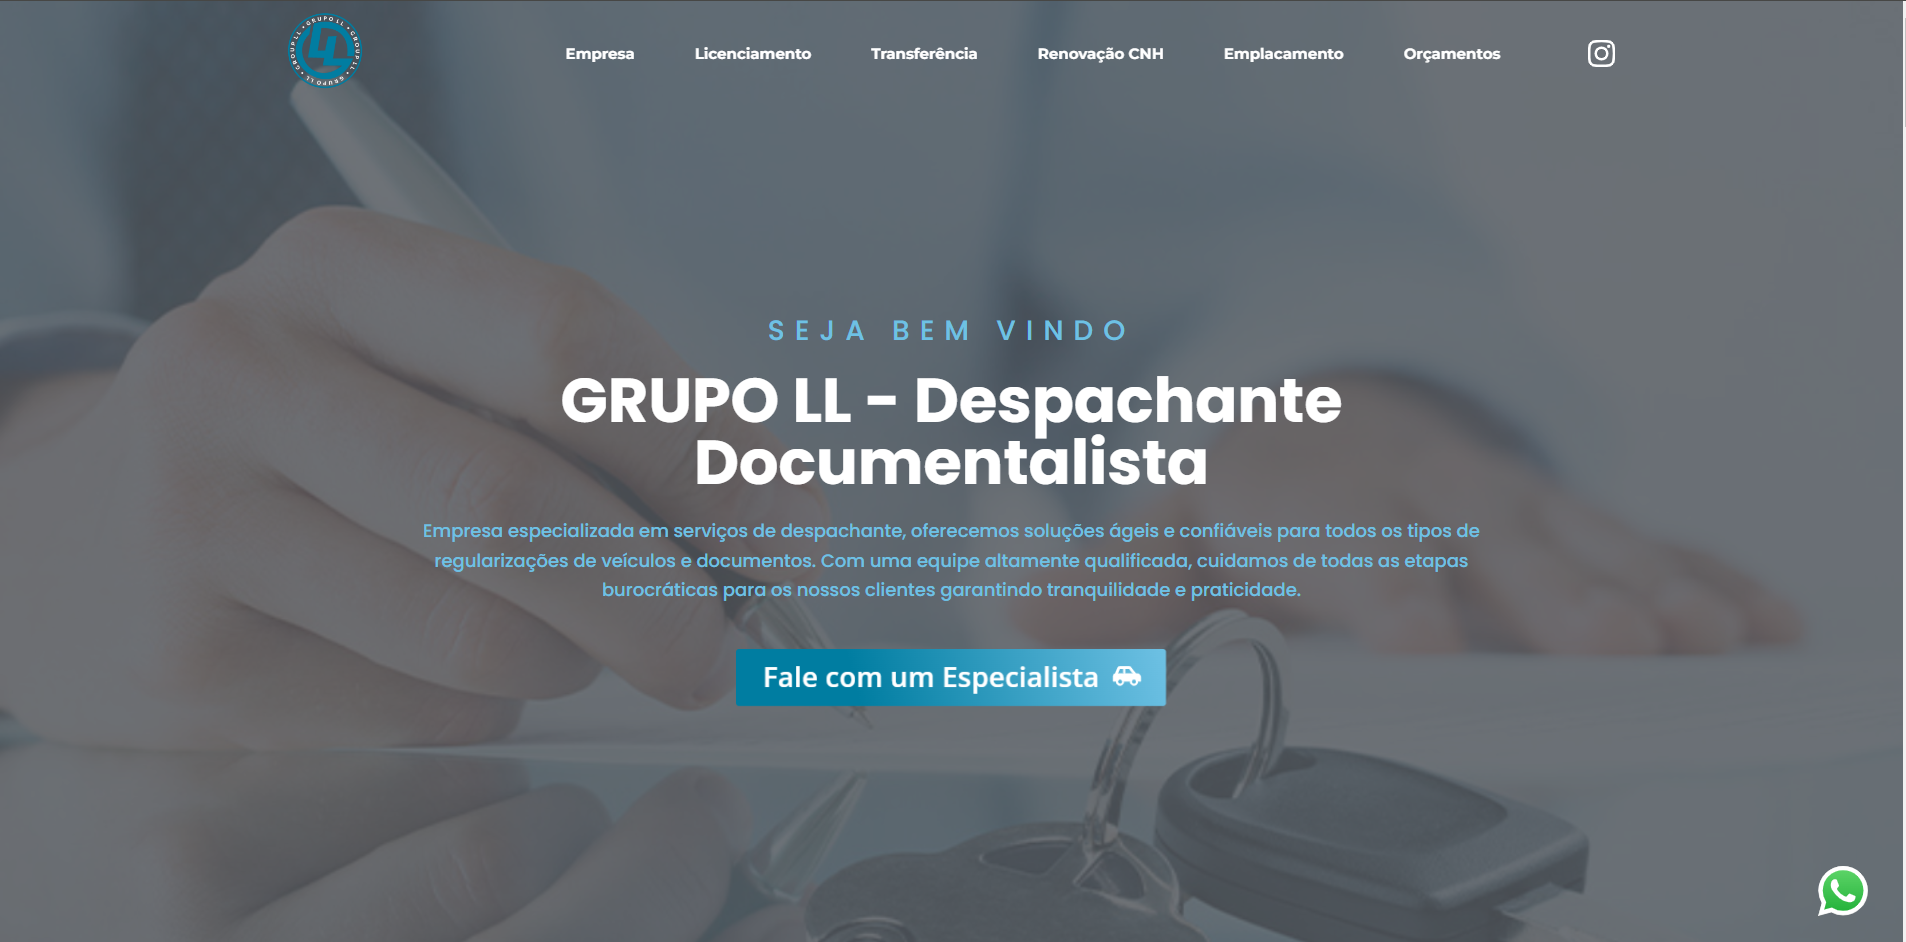 GRUPO LL • GRUPO LL • GRUPO LL • GRUPO LL •
Empresa
Licenciamento
Transferência
Renovação CNH
Emplacamento
Orçamentos
SEJA BEM VINDO
GRUPO LL - Despachante
Documentalista
Empresa especializada em serviços de despachante, oferecemos soluções ágeis e confiáveis para todos os tipos de
regularizações de veículos e documentos. Com uma equipe altamente qualificada, cuidamos de todas as etapas
burocráticas para os nossos clientes garantindo tranquilidade e praticidade.
Fale com um Especialista